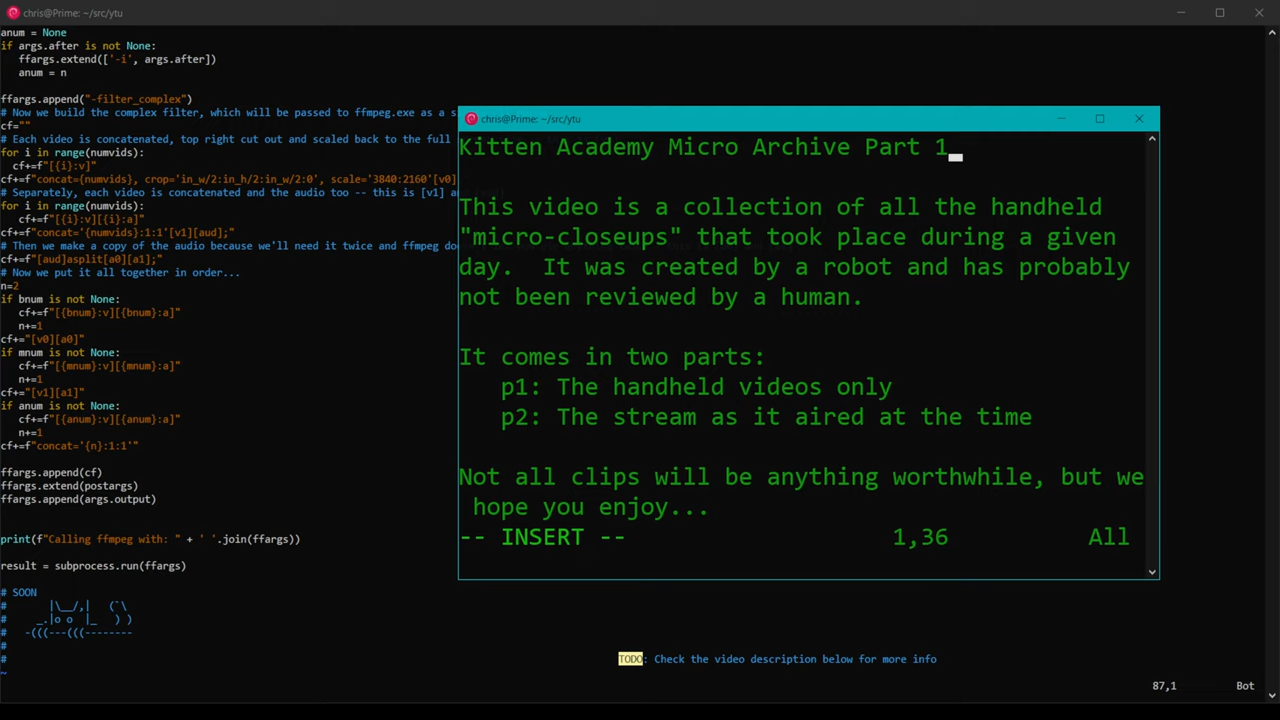 chris@Prime: ~/src/ytu
anum = None
if args.after is not None:
ffargs.extend(['-i', args.after])
anum = n
ffargs.append("-filter_complex")
# Now we build the complex filter, which will be passed to ffmpeg.exe as a s
cf=""
# Each video is concatenated, top right cut out and scaled back to the full
for i in range(numvids):
cf+=f"[{i}:v]"
cf+=f"concat={numvids}, crop='in_w/2:in_h/2:in_w/2:0', scale='3840:2160'[v0]
# Separately, each video is concatenated and the audio too -- this is [v1] a
for i in range(numvids):
cf+=f"[{i}:v][{i}:a]"
cf+=f"concat='{numvids}:1:1'[v1][aud];"
# Then we make a copy of the audio because we'll need it twice and ffmpeg do
cf+=f"[aud]asplit[a0][a1];"
# Now we put it all together in order...
n=2
if bnum is not None:
cf+=f"[{bnum}:v][{bnum}:a]"
n+=1
cf+="[v0][a0]"
if mnum is not None:
cf+=f"[{mnum}:v][{mnum}:a]"
n+=1
cf+="[v1][a1]"
if anum is not None:
cf+=f"[{anum}:v][{anum}:a]"
n+=1
cf+=f"concat='{n}:1:1'"
ffargs.append(cf)
ffargs.extend(postargs)
ffargs.append(args.output)
print(f"Calling ffmpeg with: " + ' '.join(ffargs))
result = subprocess.run(ffargs)
# SOON
#     |\__/,|   (`\
#   _.|o o  |_   ) )
#  -(((---(((--------
#
#
~
chris@Prime: ~/src/ytu
Kitten Academy Micro Archive Part 1
This video is a collection of all the handheld
"micro-closeups" that took place during a given
day.  It was created by a robot and has probably
not been reviewed by a human.
It comes in two parts:
p1: The handheld videos only
p2: The stream as it aired at the time
Not all clips will be anything worthwhile, but we
hope you enjoy...
-- INSERT -- 1,36 All
TODO: Check the video description below for more info
87,1 Bot